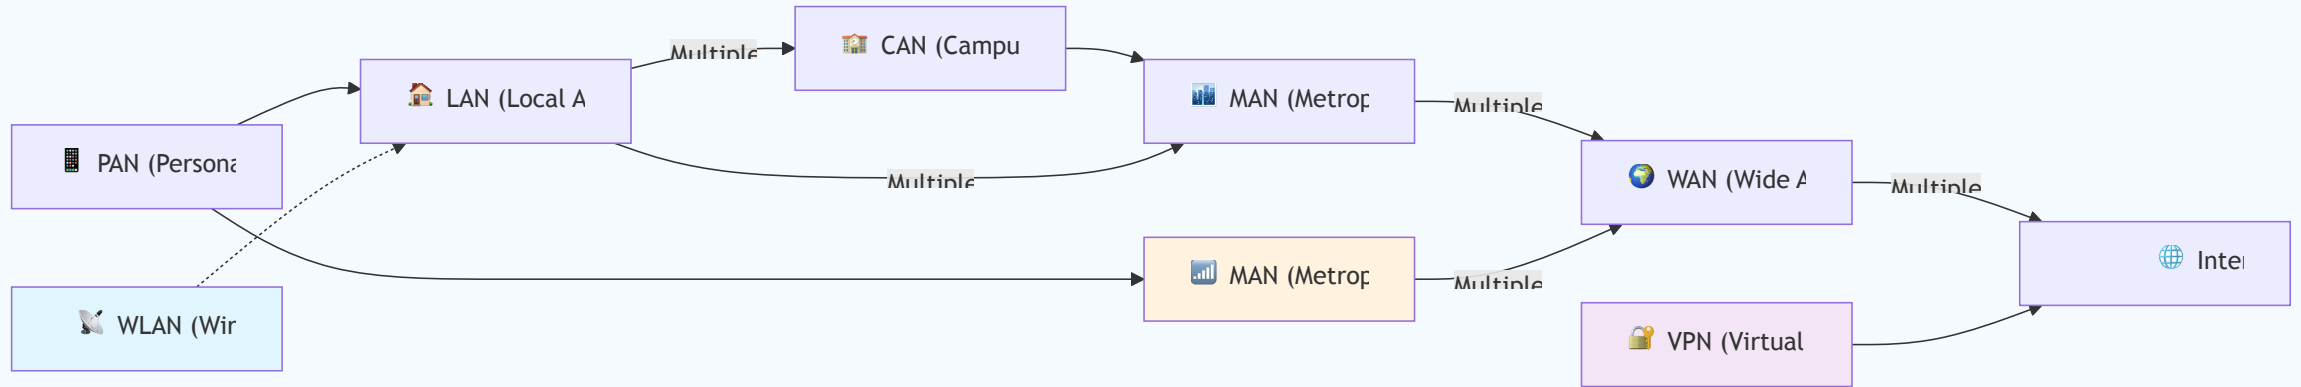 PAN (Persona
WLAN (Wir
LAN (Local A
Multiple
CAN (Campu
Multiple
MAN (Metrop
MAN (Metrop
Multiple
Multiple
WAN (Wide A
VPN (Virtual
Multiple
Inter